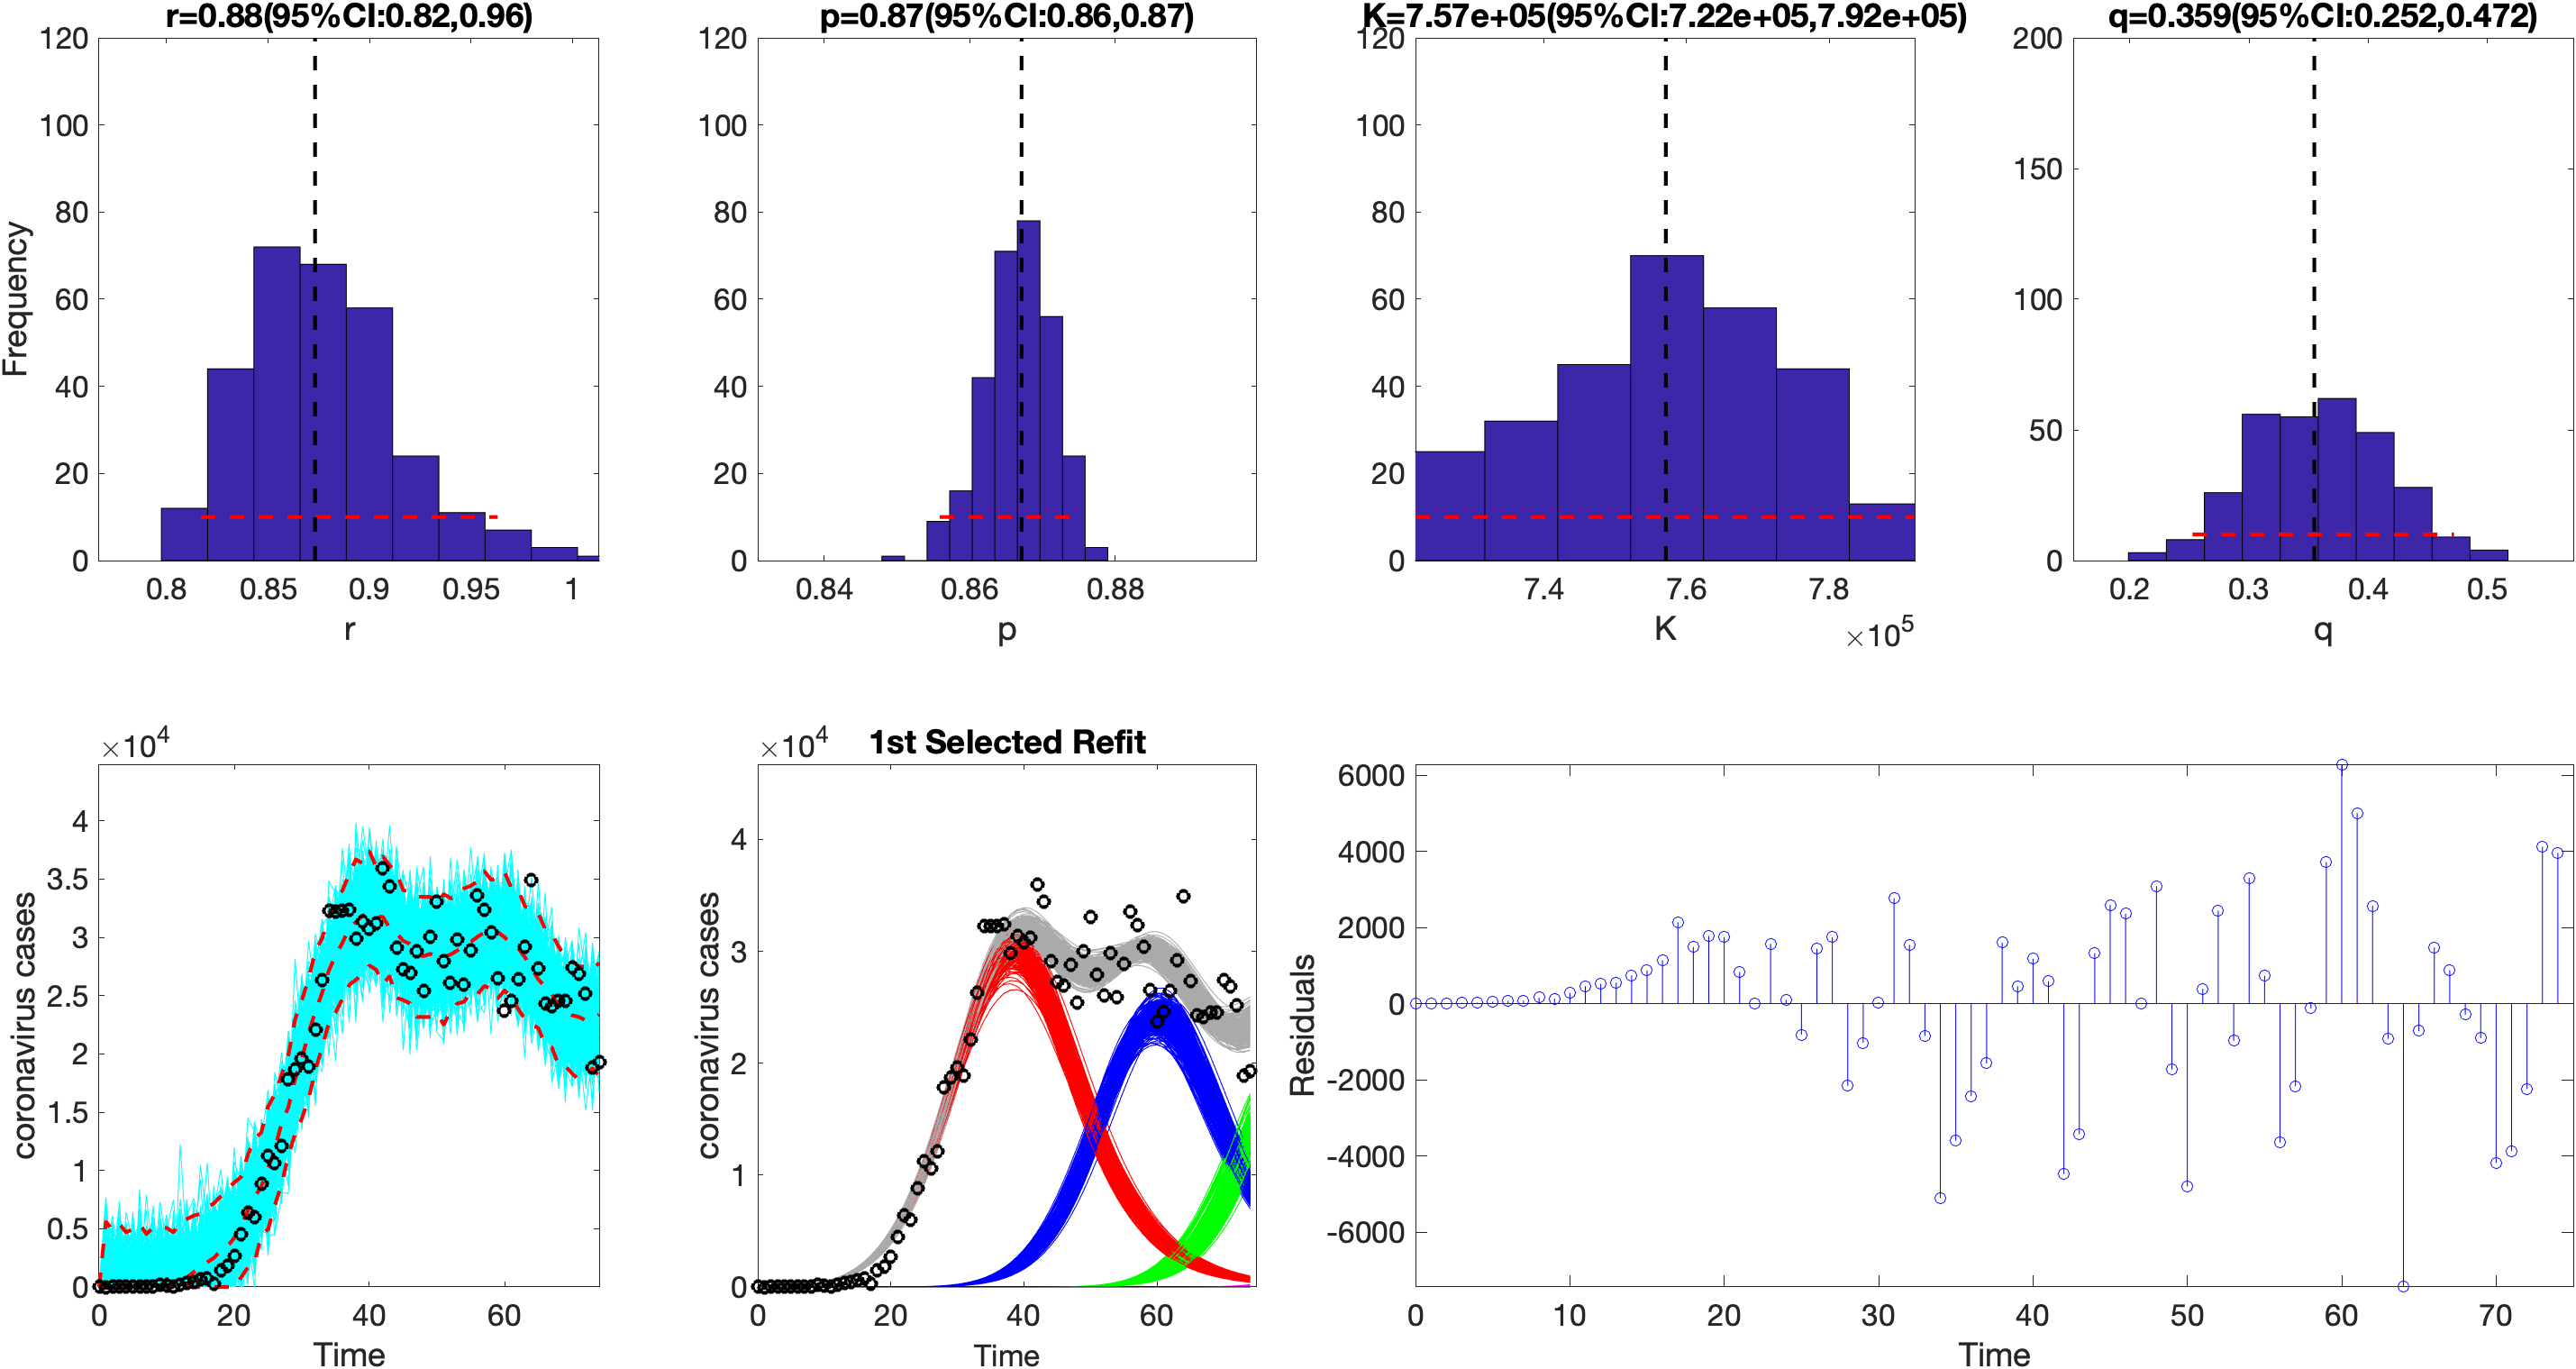 r=0.88(95%CI:0.82,0.96)
120
100
80
60
40
20
0
Frequency
0.8 0.85 0.9 0.95 1
r
p=0.87(95%CI:0.86,0.87)
120
100
80
60
40
20
0
0.84 0.86 0.88
p
K=7.57e+05(95%CI:7.22e+05,7.92e+05)
120
100
80
60
40
20
0
7.4 7.6 7.8
K
×10⁵
q=0.359(95%CI:0.252,0.472)
200
150
100
50
0
0.2 0.3 0.4 0.5
q
×10⁴
4
3.5
3
2.5
2
1.5
1
0.5
0
coronavirus cases
0 20 40 60
Time
×10⁴
1st Selected Refit
4
3
2
1
0
coronavirus cases
0 20 40 60
Time
6000
4000
2000
0
-2000
-4000
-6000
Residuals
0 10 20 30 40 50 60 70
Time